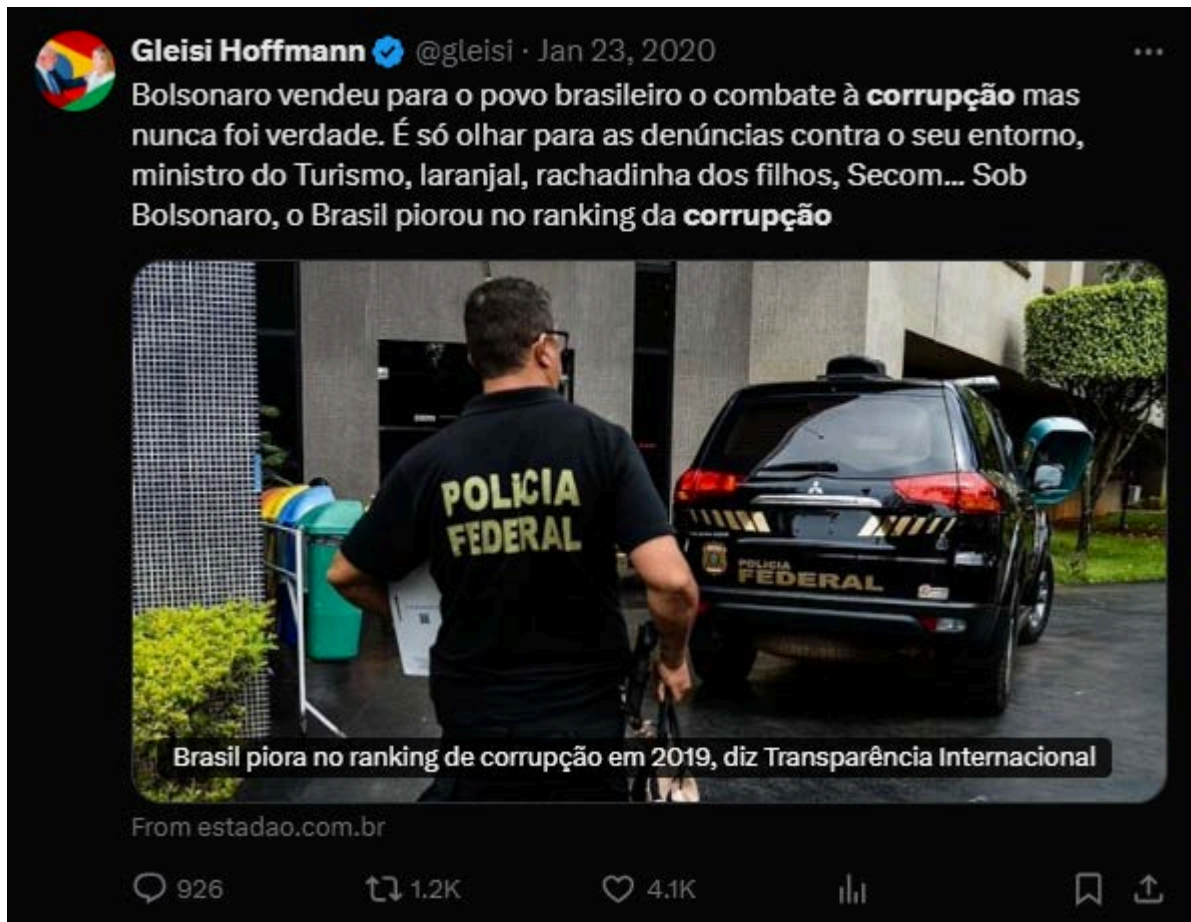 Gleisi Hoffmann @gleisi · Jan 23, 2020
Bolsonaro vendeu para o povo brasileiro o combate à corrupção mas
nunca foi verdade. É só olhar para as denúncias contra o seu entorno,
ministro do Turismo, laranjal, rachadinha dos filhos, Secom... Sob
Bolsonaro, o Brasil piorou no ranking da corrupção
POLICIA
FEDERAL
POLICIA
FEDERAL
Brasil piora no ranking de corrupção em 2019, diz Transparência Internacional
From estadao.com.br
926 1.2K 4.1K